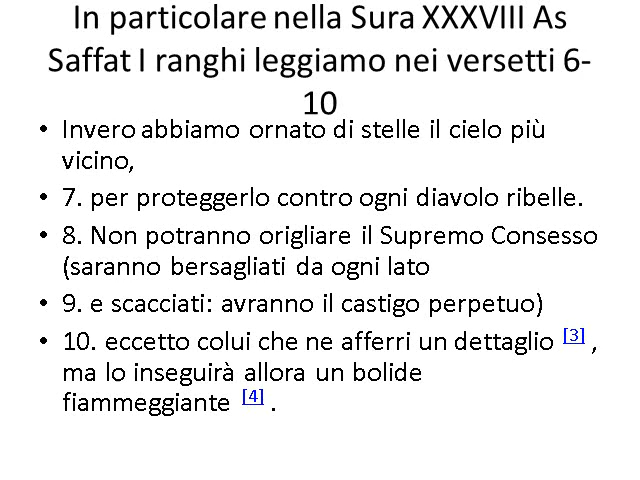 In particolare nella Sura XXXVIII As
Saffat I ranghi leggiamo nei versetti 6-
10
• Invero abbiamo ornato di stelle il cielo più
vicino,
• 7. per proteggerlo contro ogni diavolo ribelle.
• 8. Non potranno origliare il Supremo Consesso
(saranno bersagliati da ogni lato
• 9. e scacciati: avranno il castigo perpetuo)
• 10. eccetto colui che ne afferri un dettaglio [3] ,
ma lo inseguirà allora un bolide
fiammeggiante [4] .